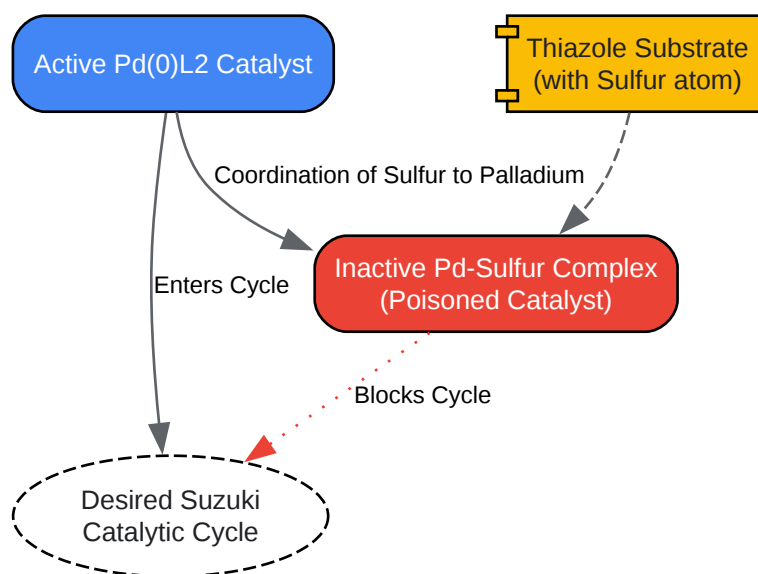 Active Pd(0)L2 Catalyst
Thiazole Substrate
(with Sulfur atom)
Coordination of Sulfur to Palladium
Inactive Pd-Sulfur Complex
(Poisoned Catalyst)
Enters Cycle
Blocks Cycle
Desired Suzuki
Catalytic Cycle